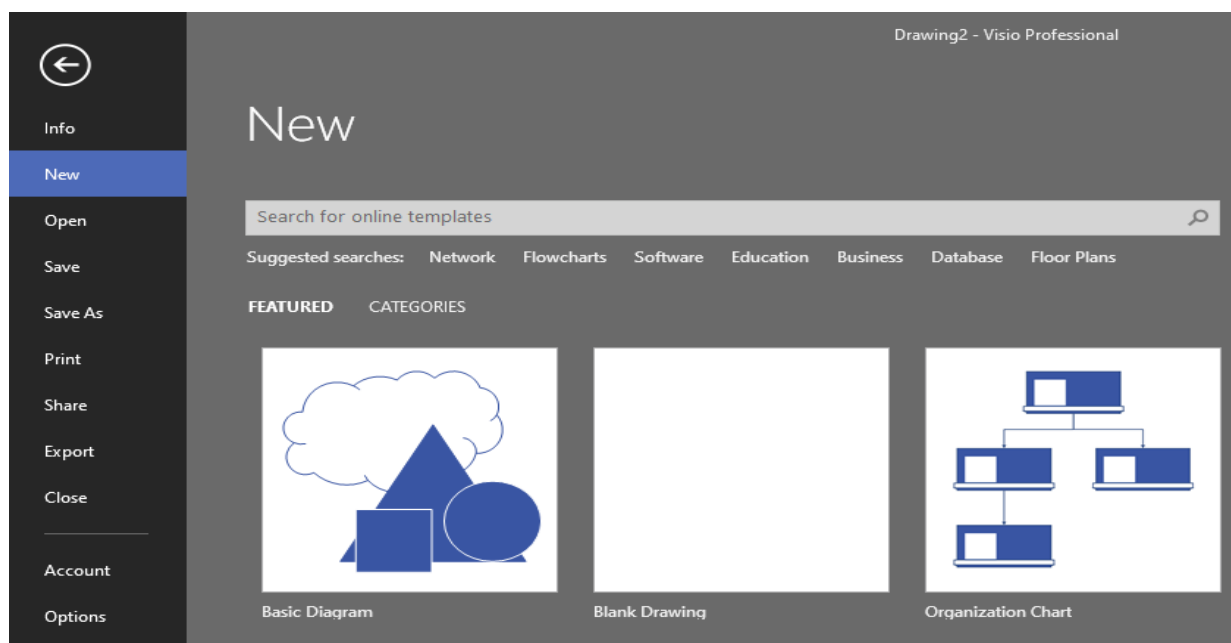 Drawing2 - Visio Professional
Info
New
Open
Save
Save As
Print
Share
Export
Close
Account
Options
New
Search for online templates
Suggested searches: Network Flowcharts Software Education Business Database Floor Plans
FEATURED CATEGORIES
Basic Diagram
Blank Drawing
Organization Chart